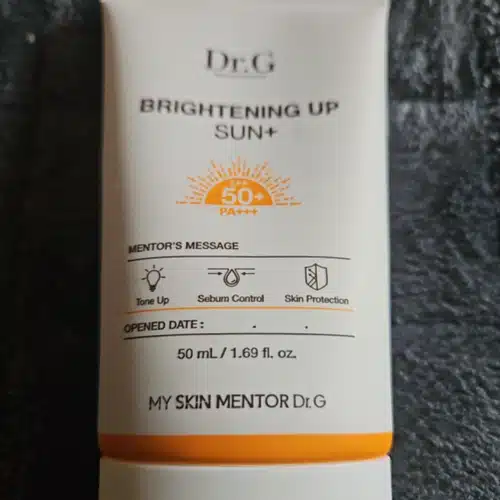 Dr.G
BRIGHTENING UP
SUN+
SPF
50+
PA+++
MENTOR'S MESSAGE
Tone Up Sebum Control Skin Protection
OPENED DATE : . .
50 mL / 1.69 fl. oz.
MY SKIN MENTOR Dr.G